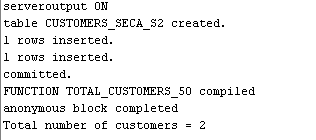 serveroutput ON
table CUSTOMERS_SECA_S2 created.
1 rows inserted.
1 rows inserted.
committed.
FUNCTION TOTAL_CUSTOMERS_50 compiled
anonymous block completed
Total number of customers = 2